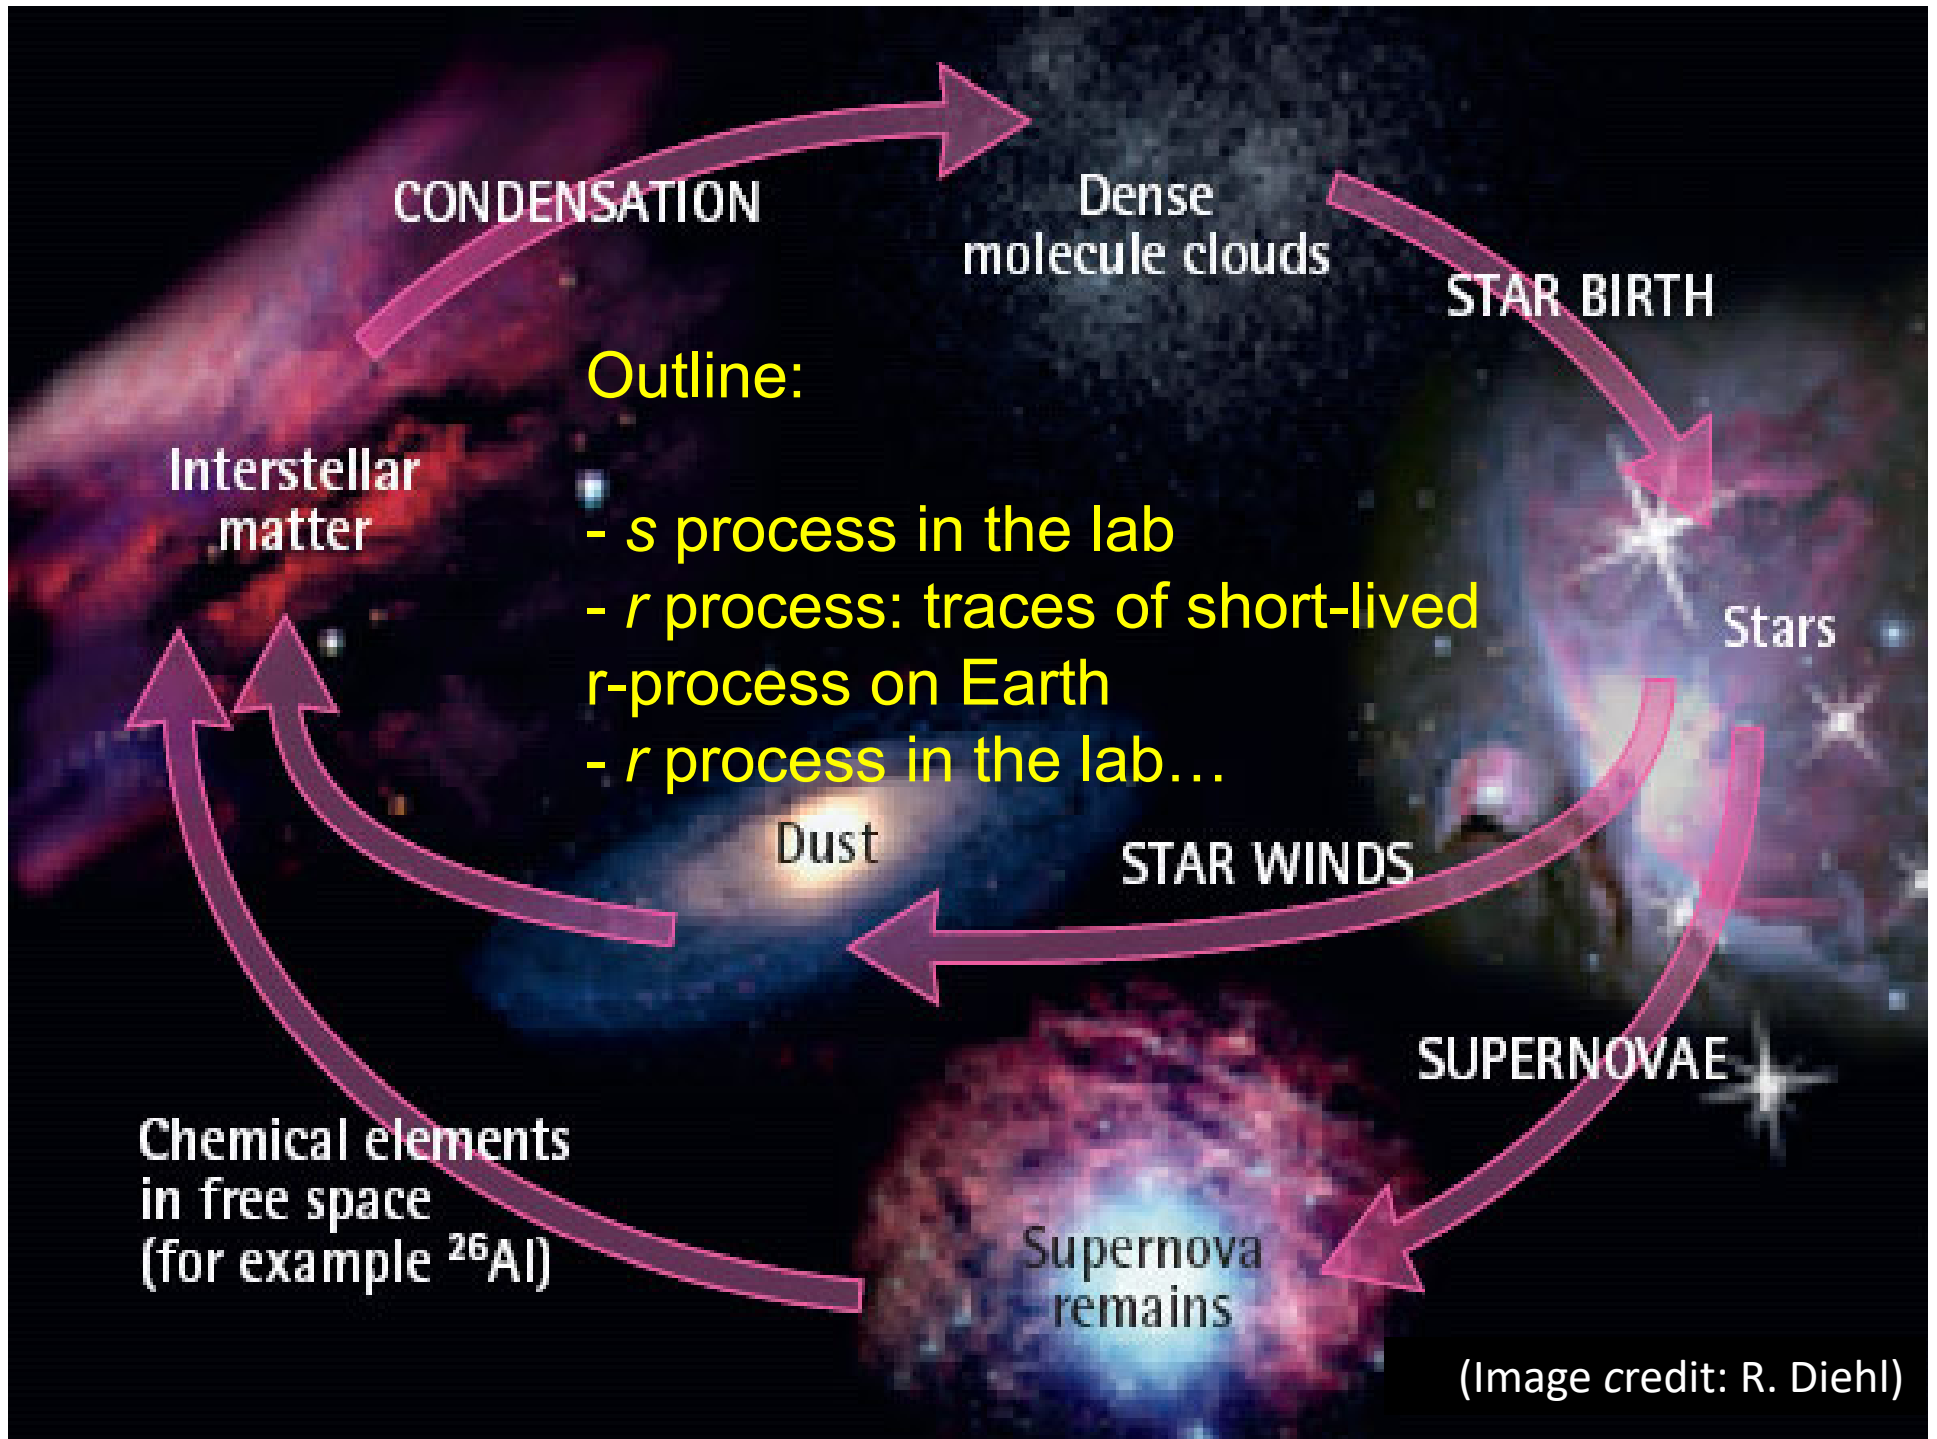 CONDENSATION
Dense
molecule clouds
STAR BIRTH
Outline:
Interstellar
matter
- s process in the lab
- r process: traces of short-lived
r-process on Earth
- r process in the lab…
Stars
Dust
STAR WINDS
SUPERNOVAE
Chemical elements
in free space
(for example ²⁶Al)
Supernova
remains
(Image credit: R. Diehl)